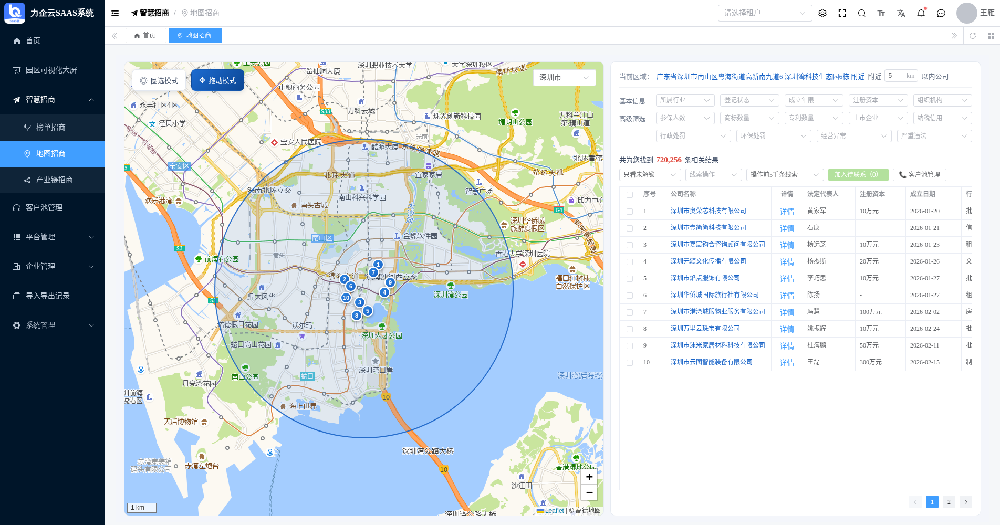 力企云SAAS系统
首页
园区可视化大屏
智慧招商
榜单招商
地图招商
产业链招商
客户池管理
平台管理
企业管理
导入导出记录
系统管理
智慧招商 / 地图招商
请选择租户
王雁
首页
地图招商
圈选模式
拖动模式
深圳市
留仙洞大厦
深圳职业技术大学
大学深圳校区
南坪快速
中粮商务公园
永丰社区4区
万科云城
S33
珠光创新科技园
塘朗山公园
万科兰江山
第·臻山道
径贝小学
机场线
宝安人民医院
光前
酷派大厦
京港澳高速
北环香蜜
宝安区
北环大道
宜家家居
北环大道
深南北环立交
智慧广场
南山科兴科学园
欢乐港湾
南头古城
大沙河
印力中心
G4
深圳华侨城
旅游度假区
南山区
金蝶软件园
S3
巷头
香港大学深圳医院
前海石公园
福田红树林
自然保护区
深圳湾公园
鼎太风华
诺德假日花园
沃尔玛
深圳人才公园
蛇口高山花园
深圳湾口岸
南山公园
蛇口
深圳湾(后海湾)
月亮湾花园
圳前海
税港区
10
海上世界
天后博物馆
深圳湾公路大桥
赤湾集装箱
码头有限公司
赤湾左炮台
10
香港湿地公园
沙江围
深圳湾公路大桥
1
7
2
6
9
4
10
3
5
8
+
−
1 km
Leaflet | © 高德地图
当前区域： 广东省深圳市南山区粤海街道高新南九道6 深圳湾科技生态园6栋 附近 附近 5 km 以内公司
基本信息 所属行业 登记状态 成立年限 注册资本 组织机构
高级筛选 参保人数 商标数量 专利数量 上市企业 纳税信用
行政处罚 环保处罚 经营异常 严重违法
共为您找到 720,256 条相关结果
只看未解锁 线索操作 操作前5千条线索 加入待联系（0） 客户池管理
序号 公司名称 详情 法定代表人 注册资本 成立日期 行
1 深圳市奥荣芯科技有限公司 详情 黄家军 10万元 2026-01-20 批
2 深圳市壹简简科技有限公司 详情 石庚 - 2026-01-21 信
3 深圳市嘉宸钧合咨询顾问有限公司 详情 杨远芝 10万元 2026-01-23 租
4 深圳元颂文化传播有限公司 详情 杨杰斯 20万元 2026-01-26 文
5 深圳市焰点服饰有限公司 详情 李巧思 10万元 2026-01-27 批
6 深圳华侨城国际旅行社有限公司 详情 陈扬 - 2026-01-27 租
7 深圳市港湾城服物业服务有限公司 详情 冯慧 100万元 2026-02-02 房
8 深圳万里云珠宝有限公司 详情 姚振辉 10万元 2026-02-24 批
9 深圳市沫米家居材料科技有限公司 详情 杜海鹏 50万元 2026-02-11 批
10 深圳市云图智能装备有限公司 详情 王磊 300万元 2026-02-15 制
1 2